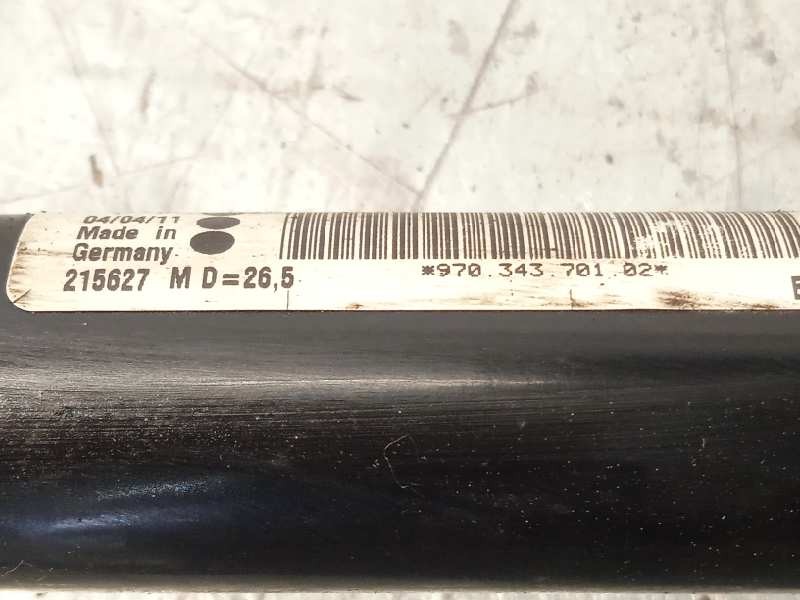 04/04/11
Made in
Germany
215627 M D=26,5
*970.343.701.02*